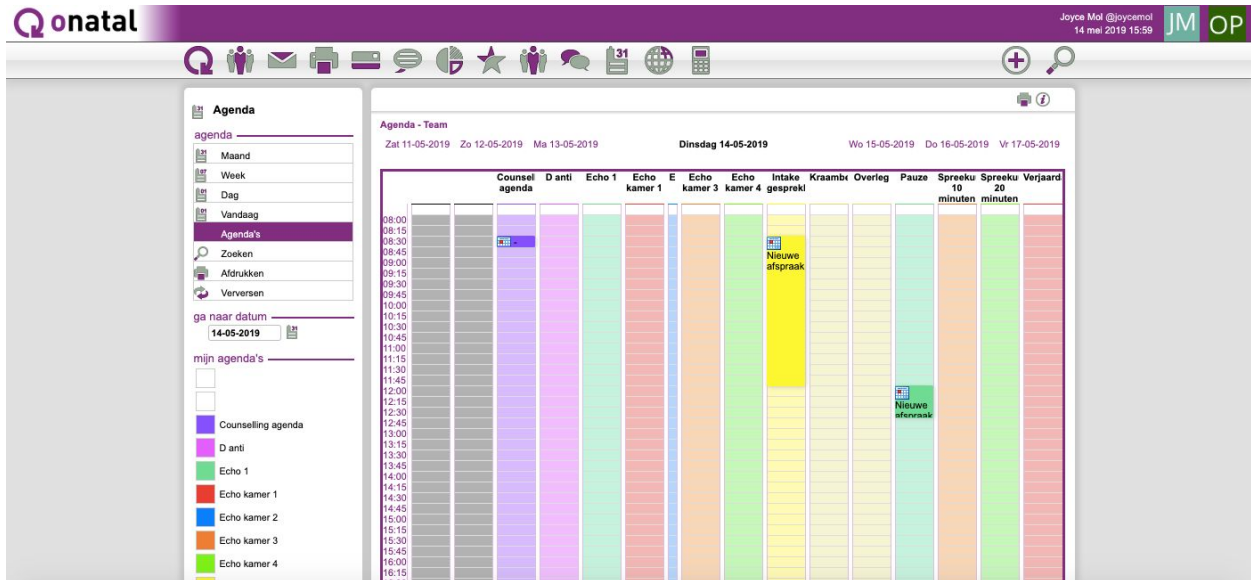 onatal
Joyce Mol @joycemol
14 mei 2019 15:59
JM
OP
Agenda
agenda
Maand
Week
Dag
Vandaag
Agenda's
Zoeken
Afdrukken
Verversen
ga naar datum
14-05-2019
mijn agenda's
Counselling agenda
D anti
Echo 1
Echo kamer 1
Echo kamer 2
Echo kamer 3
Echo kamer 4
Agenda - Team
Zat 11-05-2019 Zo 12-05-2019 Ma 13-05-2019 Dinsdag 14-05-2019 Wo 15-05-2019 Do 16-05-2019 Vr 17-05-2019
Counsel D anti Echo 1 Echo E Echo Echo Intake Kraambe Overleg Pauze Spreeku Spreeku Verjaard
agenda kamer 1 kamer 3 kamer 4 gesprekl 10 20
minuten minuten
08:00
08:15
08:30 -
08:45 Nieuwe
09:00 afspraak
09:15
09:30
09:45
10:00
10:15
10:30
10:45
11:00
11:15
11:30
11:45
12:00
12:15 Nieuwe
12:30 afspraak
12:45
13:00
13:15
13:30
13:45
14:00
14:15
14:30
14:45
15:00
15:15
15:30
15:45
16:00
16:15